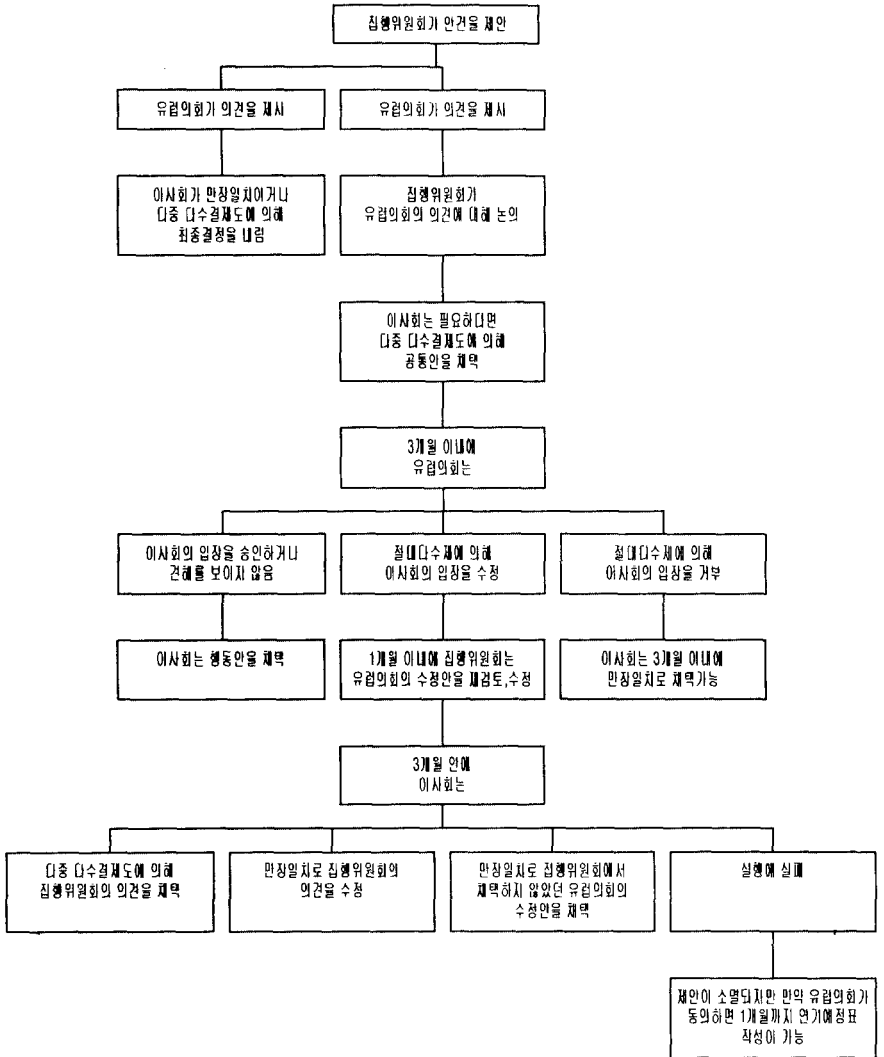 집행위원회가 안건을 제안
유럽의회가 의견을 제시
유럽의회가 의견을 제시
이사회가 만장일치이거나
다중 다수결제도에 의해
최종결정을 내림
집행위원회가
유럽의회의 의견에 대해 논의
이사회는 필요하다면
다중 다수결제도에 의해
공통안을 채택
3개월 이내에
유럽의회는
이사회의 입장을 승인하거나
견해를 보이지 않음
절대다수제에 의해
이사회의 입장을 수정
절대다수제에 의해
이사회의 입장을 거부
이사회는 행동안을 채택
1개월 이내에 집행위원회는
유럽의회의 수정안을 재검토,수정
이사회는 3개월 이내에
만장일치로 채택가능
3개월 안에
이사회는
다중 다수결제도에 의해
집행위원회의 의견을 채택
만장일치로 집행위원회의
의견을 수정
만장일치로 집행위원회에서
채택하지 않았던 유럽의회의
수정안을 채택
실행에 실패
제안이 소멸되지만 만약 유럽의회가
동의하면 1개월까지 연기예정표
작성이 가능